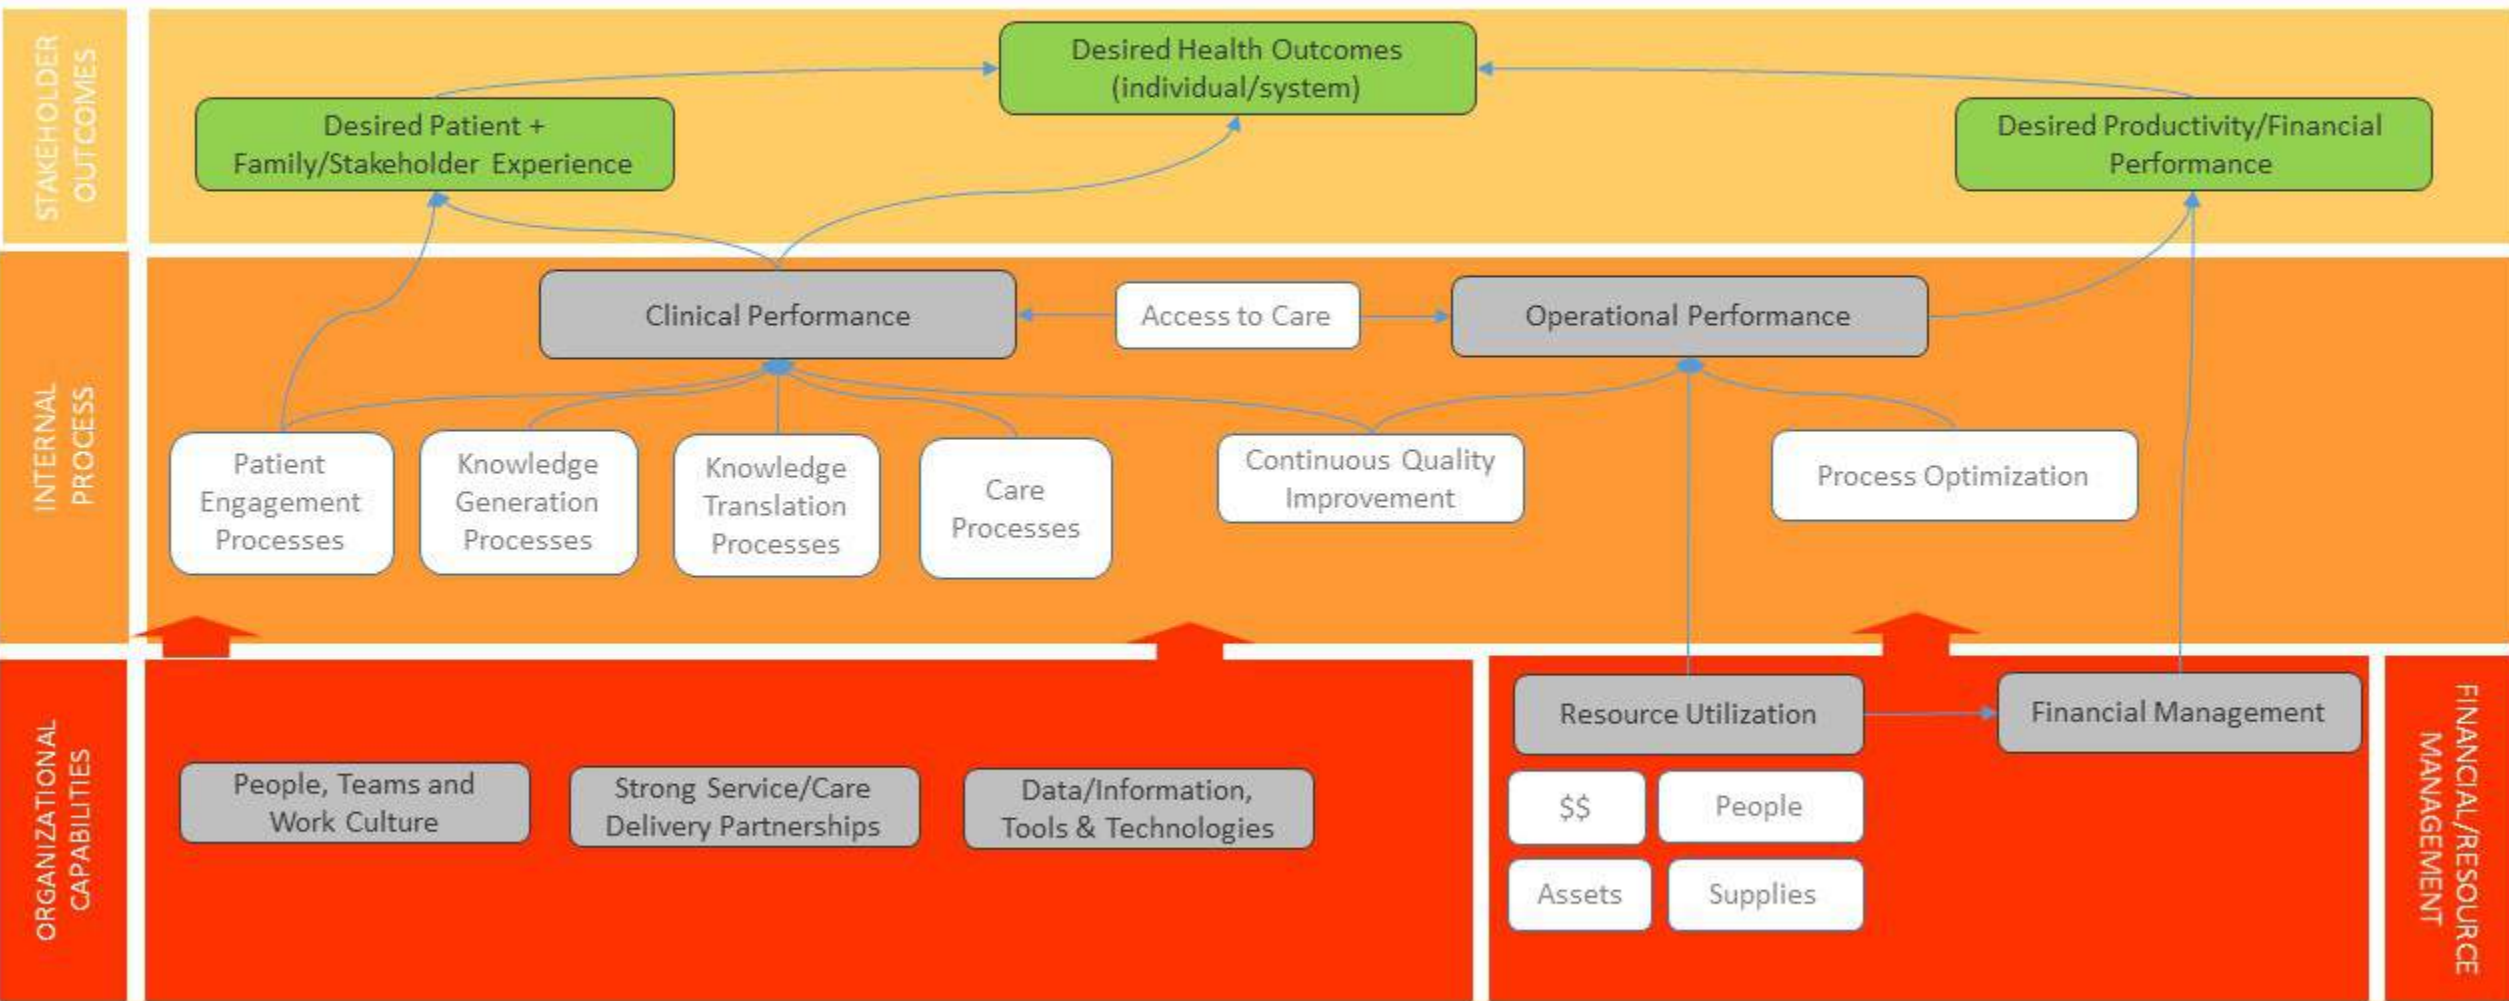 STAKEHOLDER
OUTCOMES
Desired Health Outcomes
(individual/system)
Desired Patient +
Family/Stakeholder Experience
Desired Productivity/Financial
Performance
INTERNAL
PROCESS
Clinical Performance
Access to Care
Operational Performance
Patient
Engagement
Processes
Knowledge
Generation
Processes
Knowledge
Translation
Processes
Care
Processes
Continuous Quality
Improvement
Process Optimization
ORGANIZATIONAL
CAPABILITIES
People, Teams and
Work Culture
Strong Service/Care
Delivery Partnerships
Data/Information,
Tools & Technologies
Resource Utilization
Financial Management
$$
People
Assets
Supplies
FINANCIAL/RESOURCE
MANAGEMENT